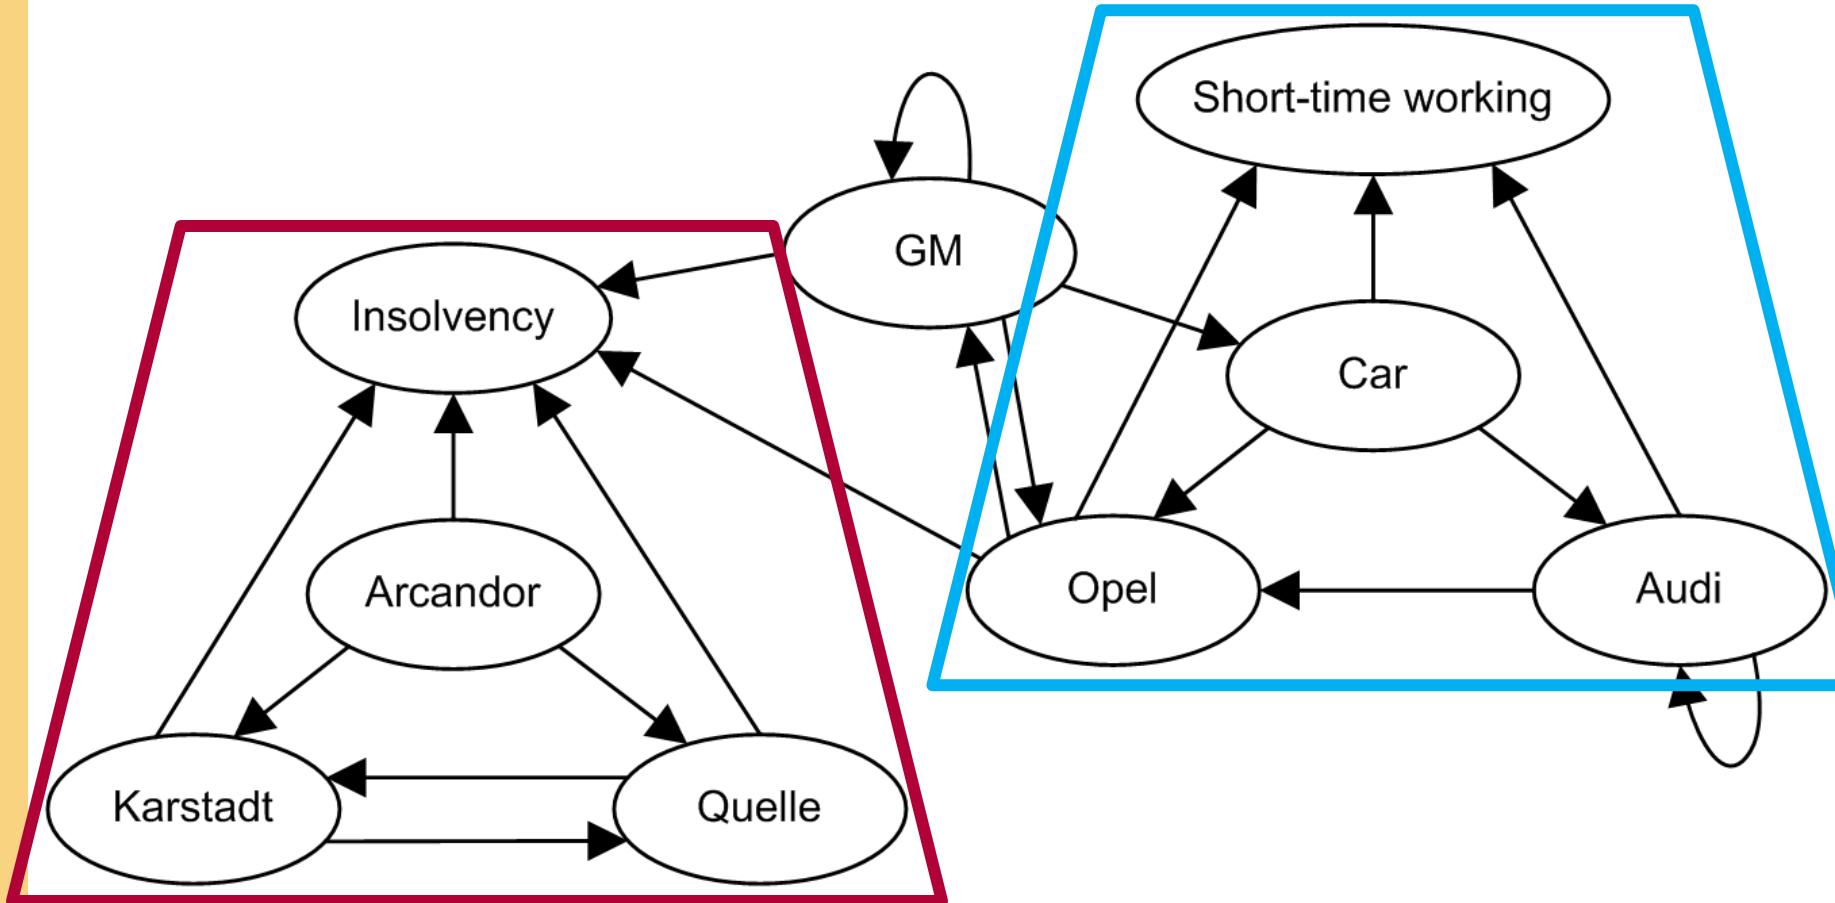 Short-time working
GM
Insolvency
Car
Arcandor
Opel
Audi
Karstadt
Quelle